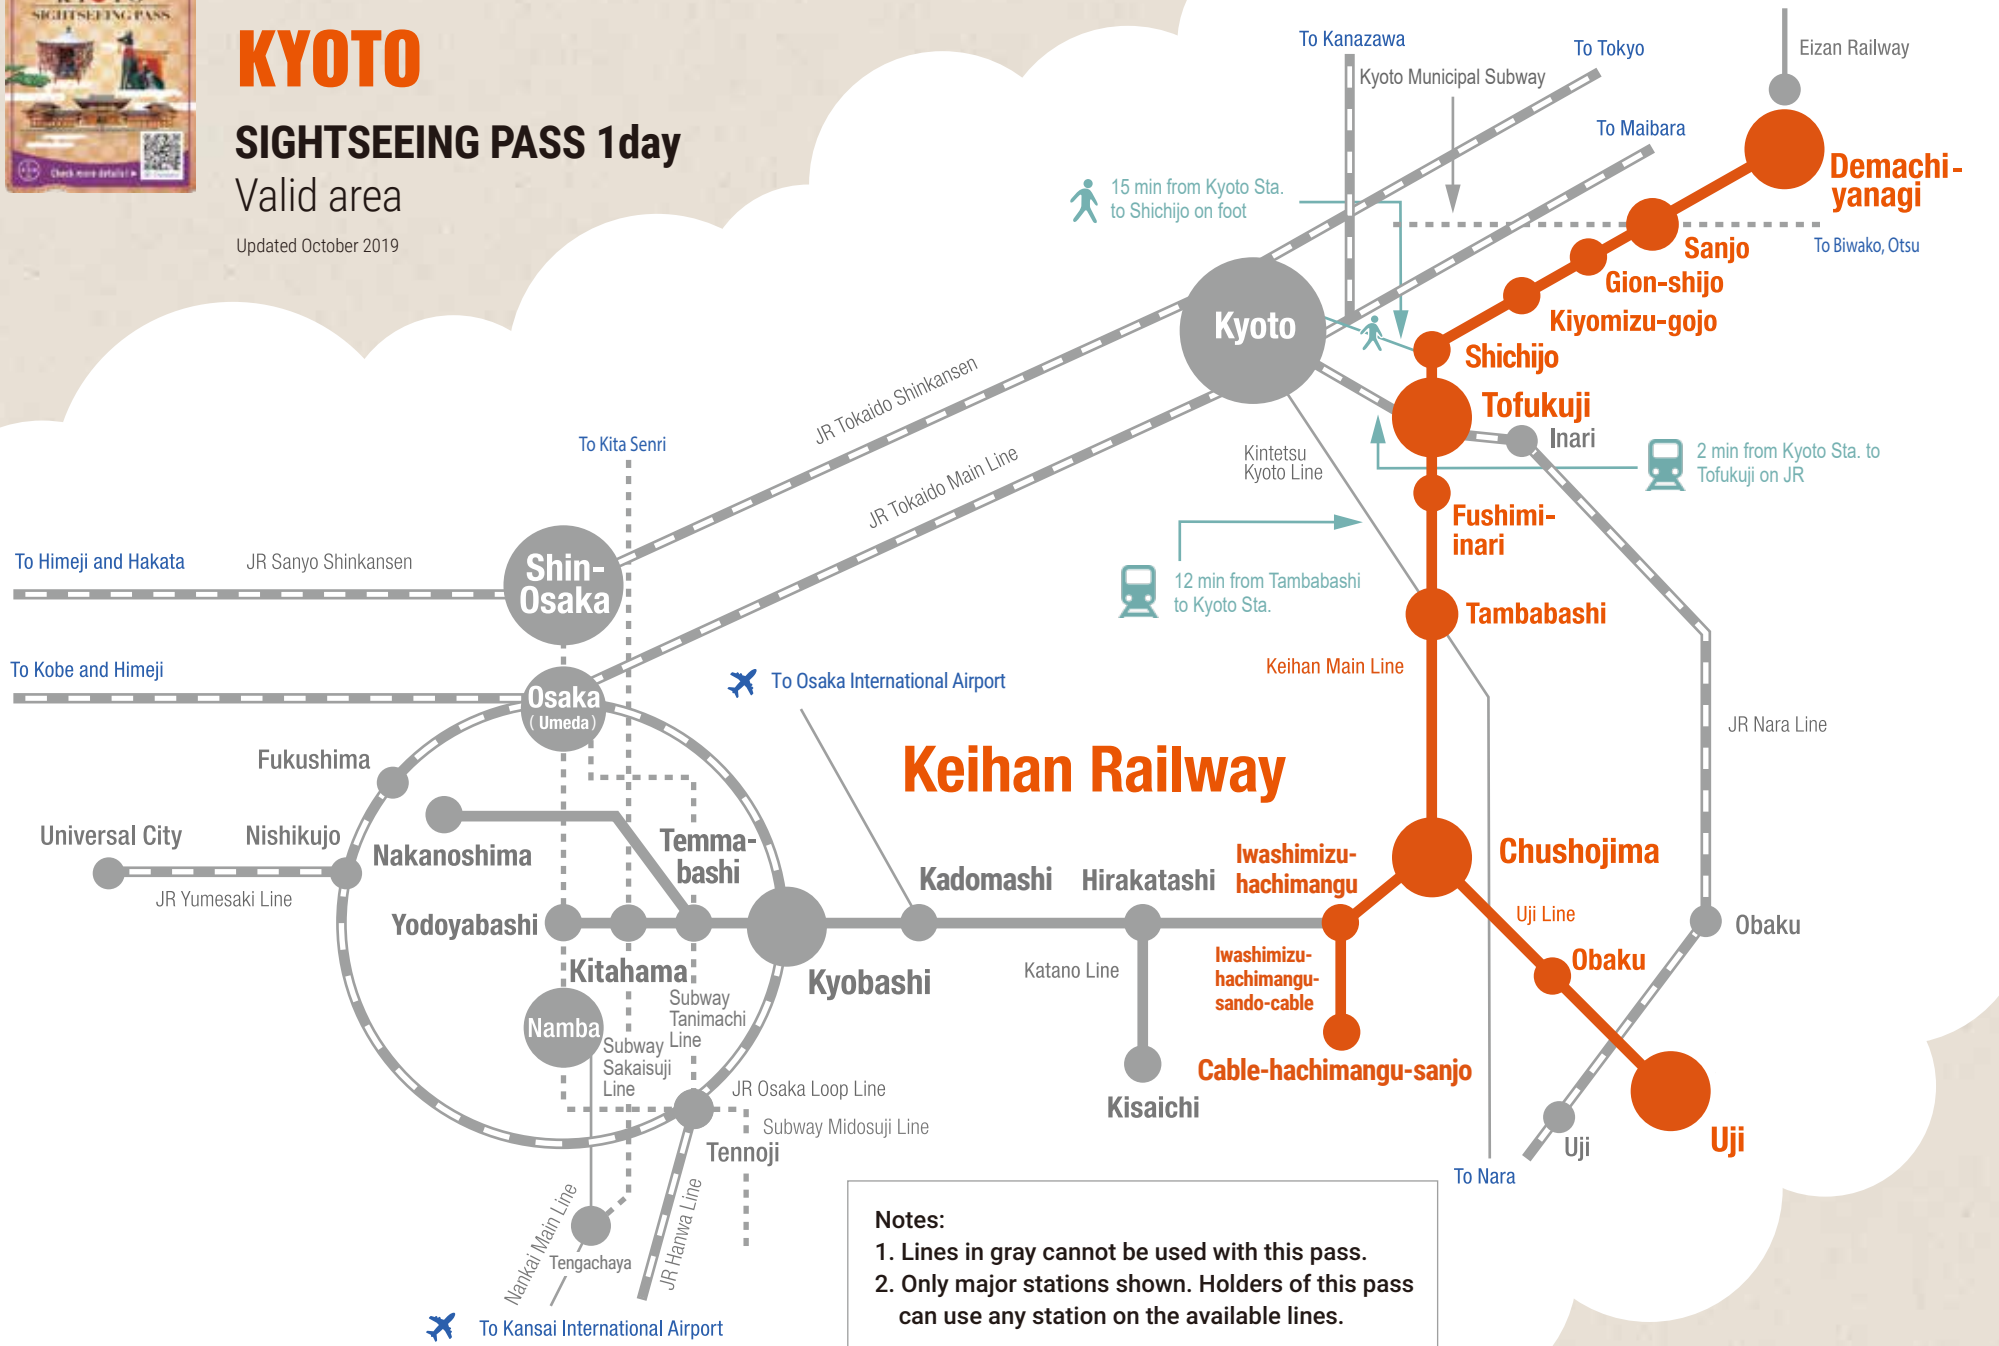 KYOTO
SIGHTSEEING PASS
Check more details!
KYOTO
SIGHTSEEING PASS 1day
Valid area
Updated October 2019
To Kanazawa
To Tokyo
Kyoto Municipal Subway
Eizan Railway
To Maibara
15 min from Kyoto Sta.
to Shichijo on foot
Demachi-
yanagi
Sanjo
To Biwako, Otsu
Gion-shijo
Kiyomizu-gojo
Kyoto
Shichijo
JR Tokaido Shinkansen
Tofukuji
Inari
To Kita Senri
Kintetsu
Kyoto Line
2 min from Kyoto Sta. to
Tofukuji on JR
JR Tokaido Main Line
Fushimi-
inari
To Himeji and Hakata
JR Sanyo Shinkansen
Shin-
Osaka
12 min from Tambabashi
to Kyoto Sta.
Tambabashi
To Kobe and Himeji
Osaka
(Umeda)
To Osaka International Airport
Keihan Main Line
JR Nara Line
Fukushima
Keihan Railway
Universal City
Nishikujo
Nakanoshima
Temma-
bashi
JR Yumesaki Line
Kadomashi
Hirakatashi
Iwashimizu-
hachimangu
Chushojima
Yodoyabashi
Uji Line
Obaku
Kitahama
Kyobashi
Katano Line
Iwashimizu-
hachimangu-
sando-cable
Obaku
Namba
Subway
Tanimachi
Line
Subway
Sakaisuji
Line
Cable-hachimangu-sanjo
JR Osaka Loop Line
Kisaichi
Subway Midosuji Line
Tennoji
Uji
Uji
To Nara
Nankai Main Line
JR Hanwa Line
Tengachaya
To Kansai International Airport
Notes:
1. Lines in gray cannot be used with this pass.
2. Only major stations shown. Holders of this pass
can use any station on the available lines.